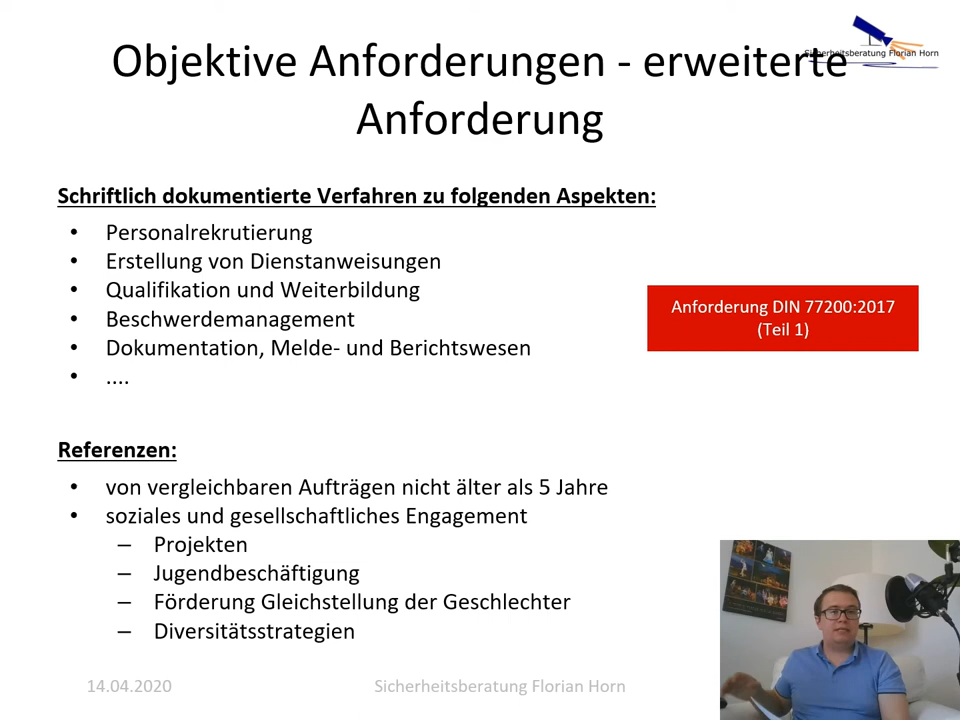 Sicherheitsberatung Florian Horn
Objektive Anforderungen - erweiterte
Anforderung
Schriftlich dokumentierte Verfahren zu folgenden Aspekten:
• Personalrekrutierung
• Erstellung von Dienstanweisungen
• Qualifikation und Weiterbildung
• Beschwerdemanagement
• Dokumentation, Melde- und Berichtswesen
• ....
Anforderung DIN 77200:2017
(Teil 1)
Referenzen:
• von vergleichbaren Aufträgen nicht älter als 5 Jahre
• soziales und gesellschaftliches Engagement
– Projekten
– Jugendbeschäftigung
– Förderung Gleichstellung der Geschlechter
– Diversitätsstrategien
14.04.2020
Sicherheitsberatung Florian Horn